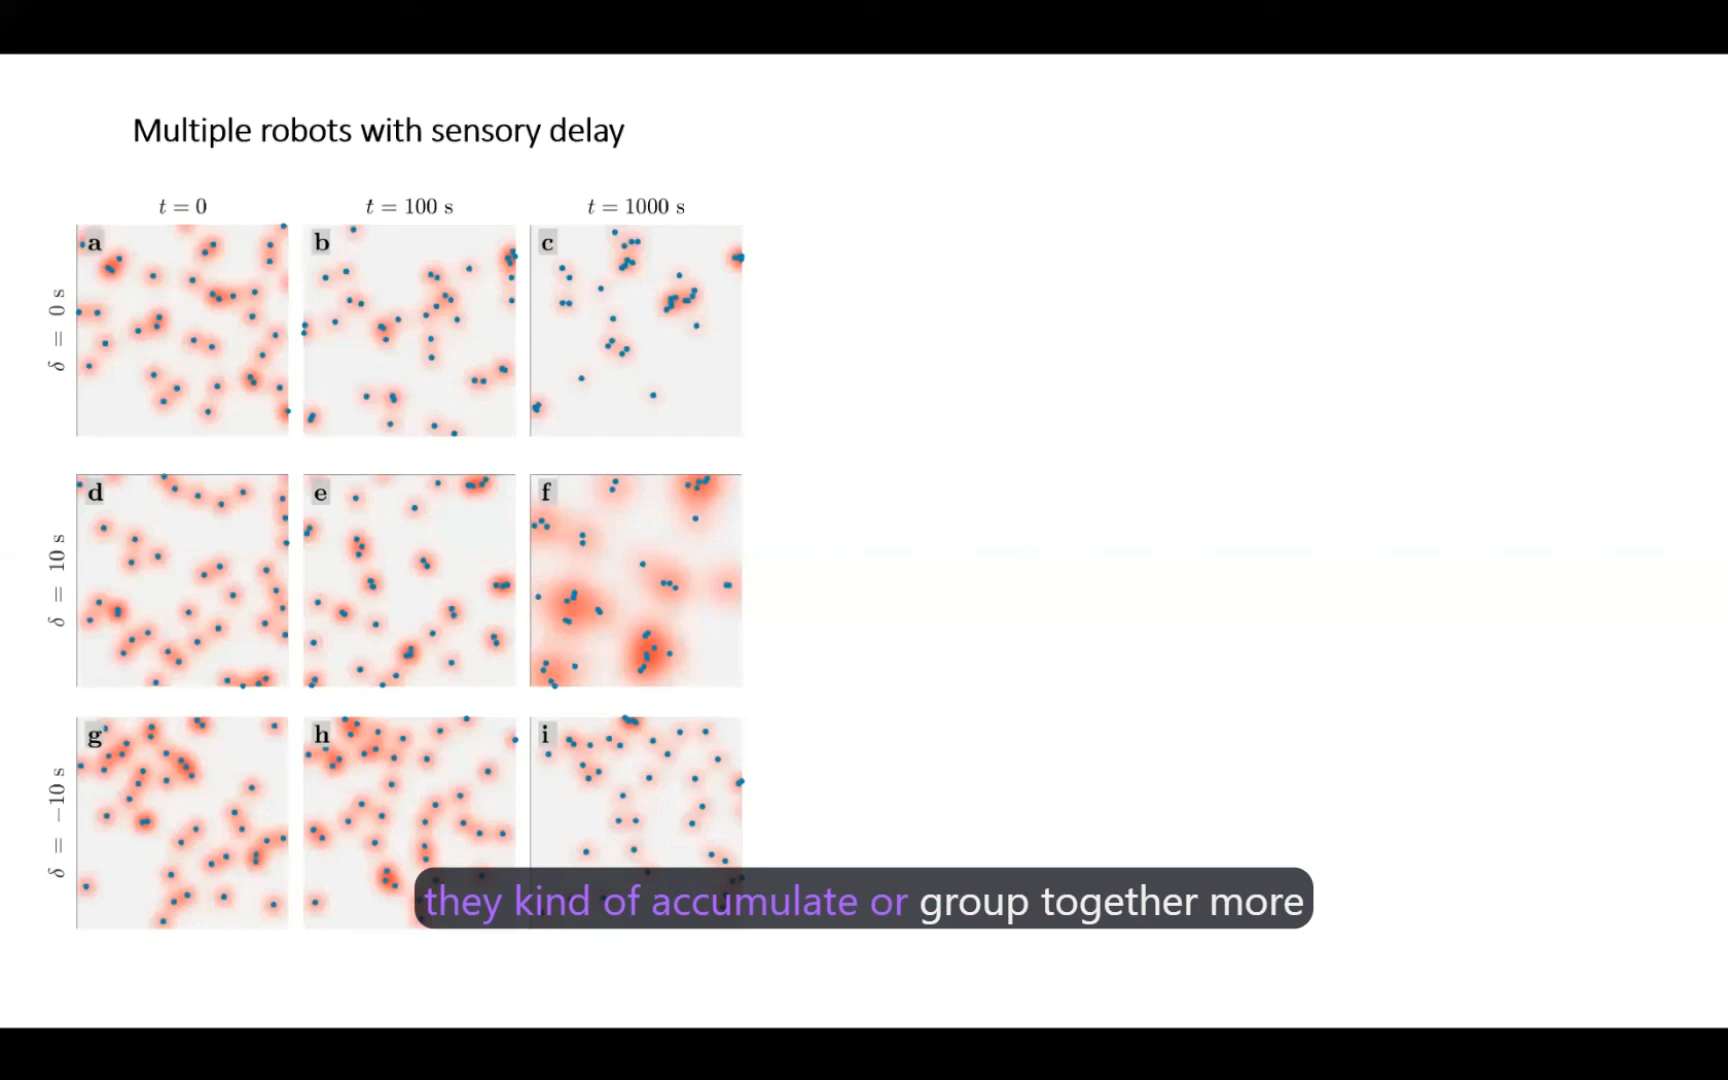 Multiple robots with sensory delay
t = 0
t = 100 s
t = 1000 s
δ = 0 s
a
b
c
δ = 10 s
d
e
f
δ = −10 s
g
h
i
they kind of accumulate or group together more